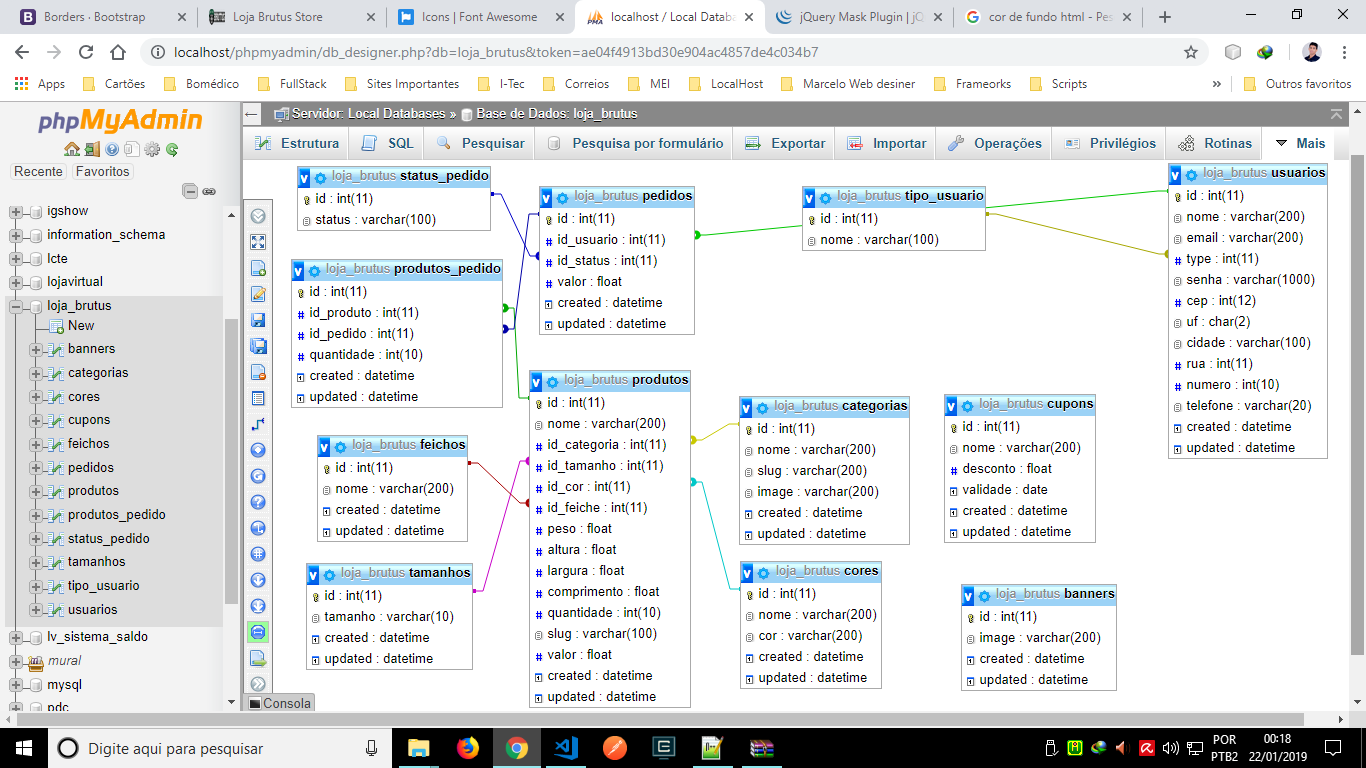 Borders · Bootstrap
Loja Brutus Store
Icons | Font Awesome
localhost / Local Databa
jQuery Mask Plugin | jQ
cor de fundo html - Pes
localhost/phpmyadmin/db_designer.php?db=loja_brutus&token=ae04f4913bd30e904ac4857de4c034b7
Apps
Cartões
Bomédico
FullStack
Sites Importantes
I-Tec
Correios
MEI
LocalHost
Marcelo Web desiner
Frameorks
Scripts
»
Outros favoritos
phpMyAdmin
Recente
Favoritos
igshow
information_schema
lcte
lojavirtual
loja_brutus
New
banners
categorias
cores
cupons
feichos
pedidos
produtos
produtos_pedido
status_pedido
tamanhos
tipo_usuario
usuarios
lv_sistema_saldo
mural
mysql
pdc
Servidor: Local Databases » Base de Dados: loja_brutus
Estrutura
SQL
Pesquisar
Pesquisa por formulário
Exportar
Importar
Operações
Privilégios
Rotinas
Mais
loja_brutus status_pedido
id : int(11)
status : varchar(100)
loja_brutus produtos_pedido
id : int(11)
id_produto : int(11)
id_pedido : int(11)
quantidade : int(10)
created : datetime
updated : datetime
loja_brutus feichos
id : int(11)
nome : varchar(200)
created : datetime
updated : datetime
loja_brutus tamanhos
id : int(11)
tamanho : varchar(10)
created : datetime
updated : datetime
loja_brutus pedidos
id : int(11)
id_usuario : int(11)
id_status : int(11)
valor : float
created : datetime
updated : datetime
loja_brutus produtos
id : int(11)
nome : varchar(200)
id_categoria : int(11)
id_tamanho : int(11)
id_cor : int(11)
id_feiche : int(11)
peso : float
altura : float
largura : float
comprimento : float
quantidade : int(10)
slug : varchar(100)
valor : float
created : datetime
updated : datetime
loja_brutus tipo_usuario
id : int(11)
nome : varchar(100)
loja_brutus categorias
id : int(11)
nome : varchar(200)
slug : varchar(200)
image : varchar(200)
created : datetime
updated : datetime
loja_brutus cores
id : int(11)
nome : varchar(200)
cor : varchar(200)
created : datetime
updated : datetime
loja_brutus cupons
id : int(11)
nome : varchar(200)
desconto : float
validade : date
created : datetime
updated : datetime
loja_brutus banners
id : int(11)
image : varchar(200)
created : datetime
updated : datetime
loja_brutus usuarios
id : int(11)
nome : varchar(200)
email : varchar(200)
type : int(11)
senha : varchar(1000)
cep : int(12)
uf : char(2)
cidade : varchar(100)
rua : int(11)
numero : int(10)
telefone : varchar(20)
created : datetime
updated : datetime
Consola
Digite aqui para pesquisar
POR
PTB2
00:18
22/01/2019